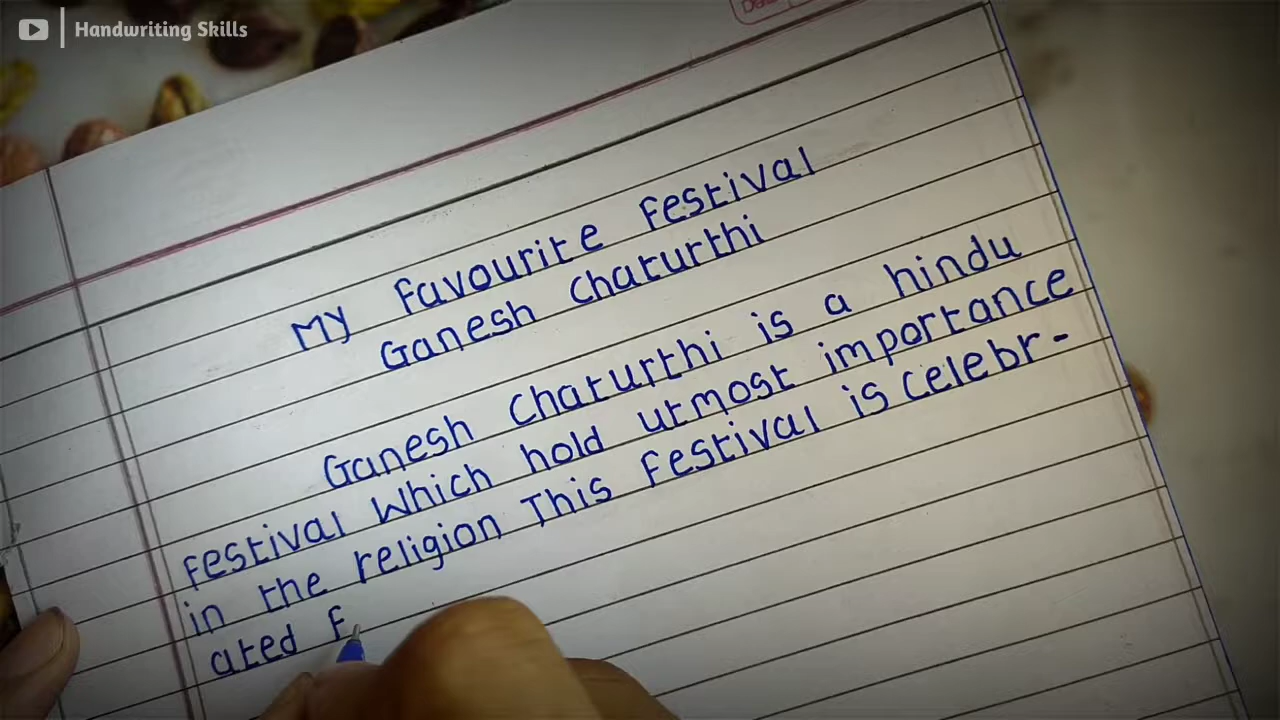 Handwriting Skills
My Favourite Festival
Ganesh Chaturthi
Ganesh Chaturthi is a hindu
Festival Which hold utmost importance
in the religion This Festival is celebr-
ated F